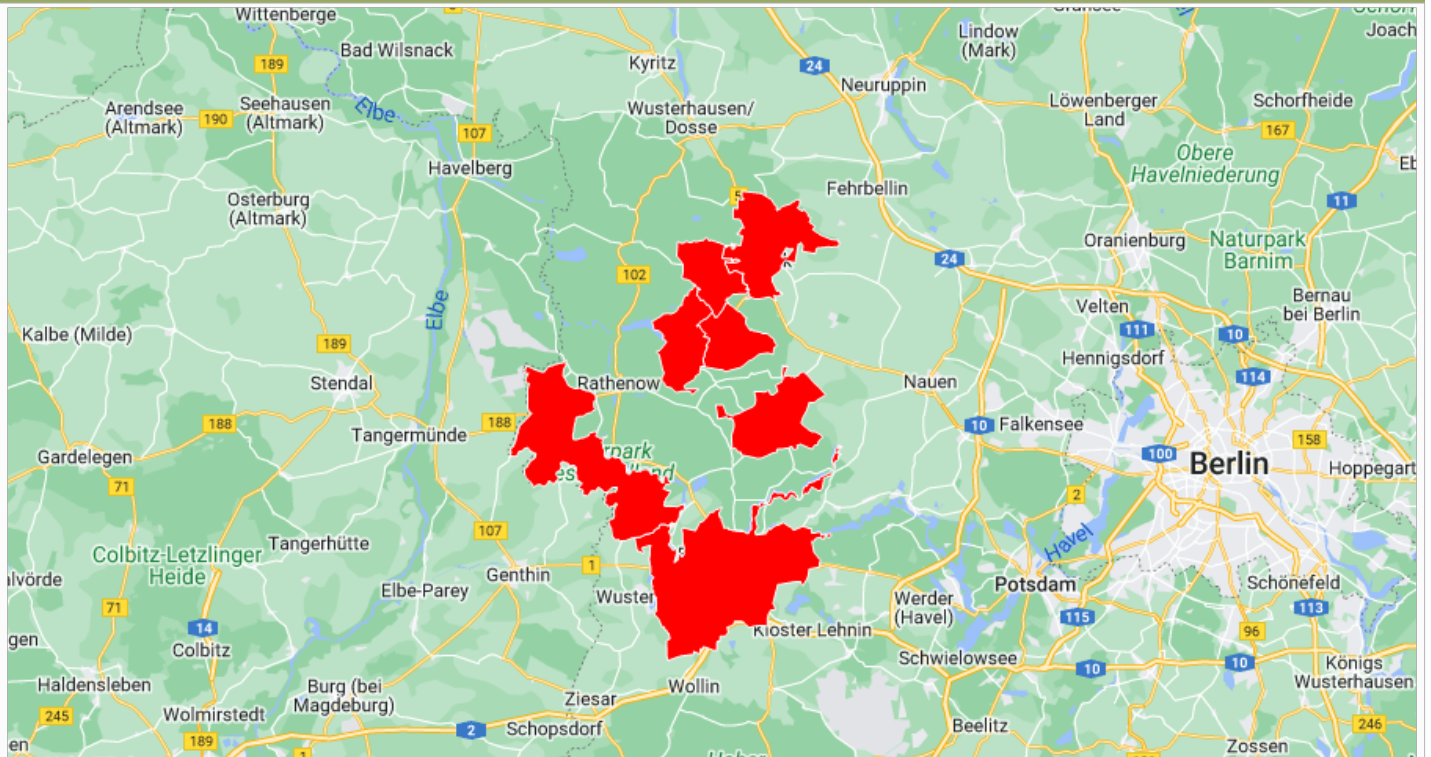 Wittenberge
Bad Wilsnack
Lindow
(Mark)
Joach
189
Kyritz
24
Neuruppin
Arendsee
(Altmark)
190
Seehausen
(Altmark)
Elbe
107
Wusterhausen/
Dosse
Löwenberger
Land
Schorfheide
167
Havelberg
Obere
Havelniederung
Osterburg
(Altmark)
5
Fehrbellin
11
Oranienburg
Naturpark
Barnim
102
24
Elbe
Velten
Bernau
bei Berlin
Kalbe (Milde)
189
111
10
Hennigsdorf
114
Stendal
Rathenow
Nauen
188
188
Tangermünde
10
Falkensee
158
Gardelegen
100
Berlin
Hoppegart
71
2
107
Havel
Colbitz-Letzlinger
Heide
Tangerhütte
1
Genthin
Elbe-Parey
Wuster
Potsdam
Schönefeld
Werder
(Havel)
71
115
113
14
Colbitz
Kloster Lehnin
96
Schwielowsee
10
10
Königs
Wusterhausen
Haldensleben
Burg (bei
Magdeburg)
Ziesar
Wollin
245
Wolmirstedt
2
Schopsdorf
Beelitz
246
189
1
Zossen